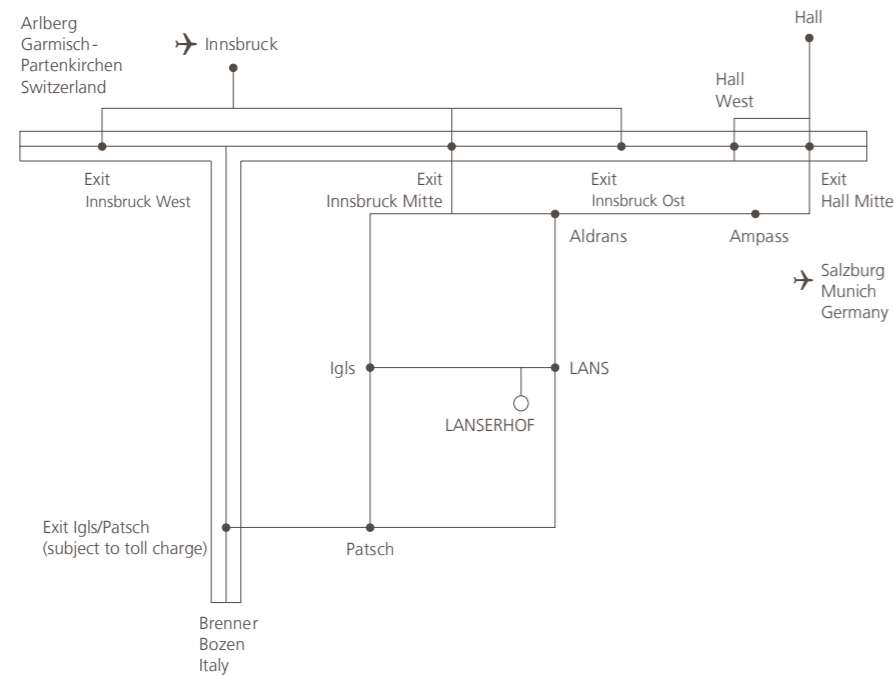 Arlberg
Garmisch-
Partenkirchen
Switzerland
Innsbruck
Hall
Hall
West
Exit
Innsbruck West
Exit
Innsbruck Mitte
Exit
Innsbruck Ost
Exit
Hall Mitte
Aldrans
Ampass
Salzburg
Munich
Germany
Igls
LANS
LANSERHOF
Exit Igls/Patsch
(subject to toll charge)
Patsch
Brenner
Bozen
Italy